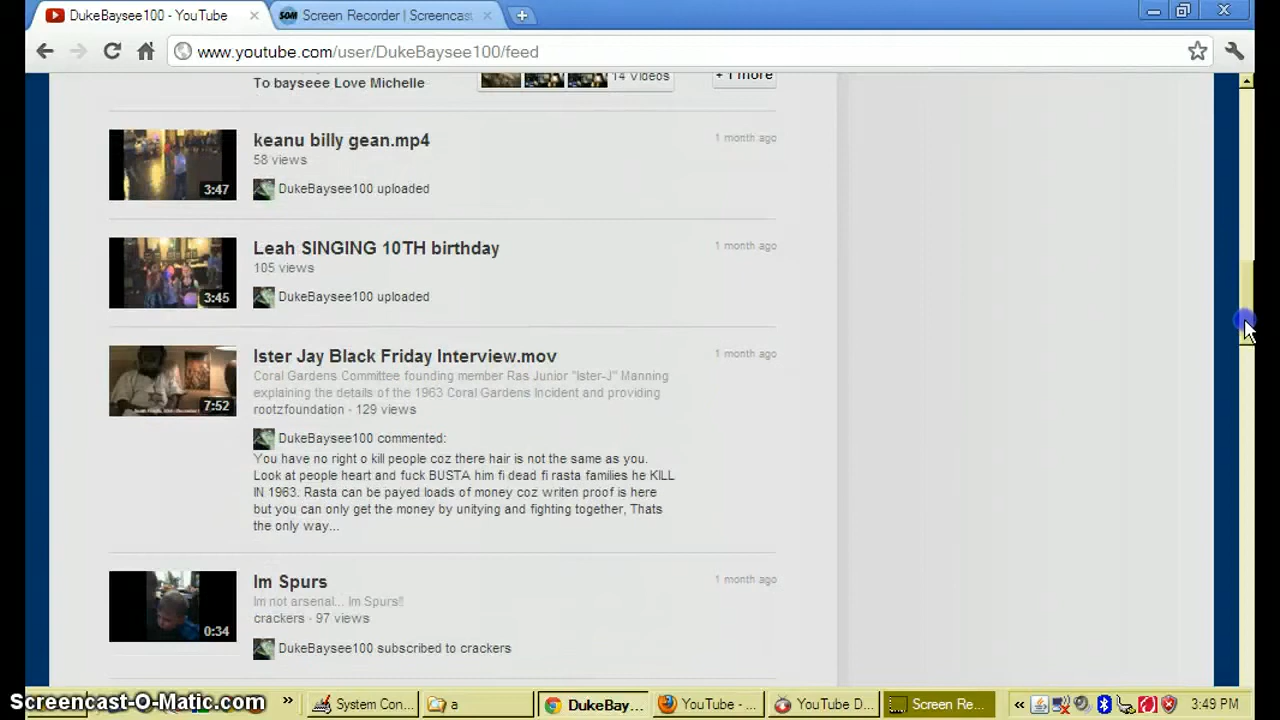 DukeBaysee100 - YouTube
Screen Recorder | Screencast
www.youtube.com/user/DukeBaysee100/feed
To bayseee Love Michelle
14 videos
+ 1 more
keanu billy gean.mp4
1 month ago
58 views
3:47
DukeBaysee100 uploaded
Leah SINGING 10TH birthday
1 month ago
105 views
3:45
DukeBaysee100 uploaded
Ister Jay Black Friday Interview.mov
1 month ago
Coral Gardens Committee founding member Ras Junior "Ister-J" Manning
explaining the details of the 1963 Coral Gardens Incident and providing
7:52
rootzfoundation - 129 views
DukeBaysee100 commented:
You have no right o kill people coz there hair is not the same as you.
Look at people heart and fuck BUSTA him fi dead fi rasta families he KILL
IN 1963. Rasta can be payed loads of money coz writen proof is here
but you can only get the money by unitying and fighting together, Thats
the only way...
Im Spurs
1 month ago
Im not arsenal... Im Spurs!!
crackers - 97 views
0:34
DukeBaysee100 subscribed to crackers
Screencast-O-Matic.com
»
System Con...
a
DukeBay...
YouTube - ...
YouTube D...
Screen Re...
«
3:49 PM